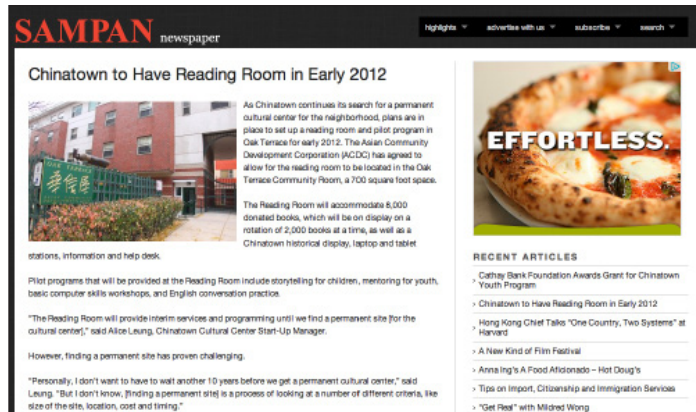 SAMPAN newspaper
highlights
advertise with us
subscribe
search
Chinatown to Have Reading Room in Early 2012
As Chinatown continues its search for a permanent
cultural center for the neighborhood, plans are in
place to set up a reading room and pilot program in
Oak Terrace for early 2012. The Asian Community
Development Corporation (ACDC) has agreed to
allow for the reading room to be located in the Oak
Terrace Community Room, a 700 square foot space.
The Reading Room will accommodate 8,000
donated books, which will be on display on a
rotation of 2,000 books at a time, as well as a
Chinatown historical display, laptop and tablet
stations, information and help desk.
Pilot programs that will be provided at the Reading Room include storytelling for children, mentoring for youth,
basic computer skills workshops, and English conversation practice.
"The Reading Room will provide interim services and programming until we find a permanent site [for the
cultural center]," said Alice Leung, Chinatown Cultural Center Start-Up Manager.
However, finding a permanent site has proven challenging.
"Personally, I don't want to have to wait another 10 years before we get a permanent cultural center," said
Leung. "But I don't know, [finding a permanent site] is a process of looking at a number of different criteria, like
size of the site, location, cost and timing."
OAK TERRACE
EFFORTLESS.
RECENT ARTICLES
Cathay Bank Foundation Awards Grant for Chinatown
Youth Program
Chinatown to Have Reading Room in Early 2012
Hong Kong Chief Talks "One Country, Two Systems" at
Harvard
A New Kind of Film Festival
Anna Ing's A Food Aficionado – Hot Doug's
Tips on Import, Citizenship and Immigration Services
"Get Real" with Mildred Wong